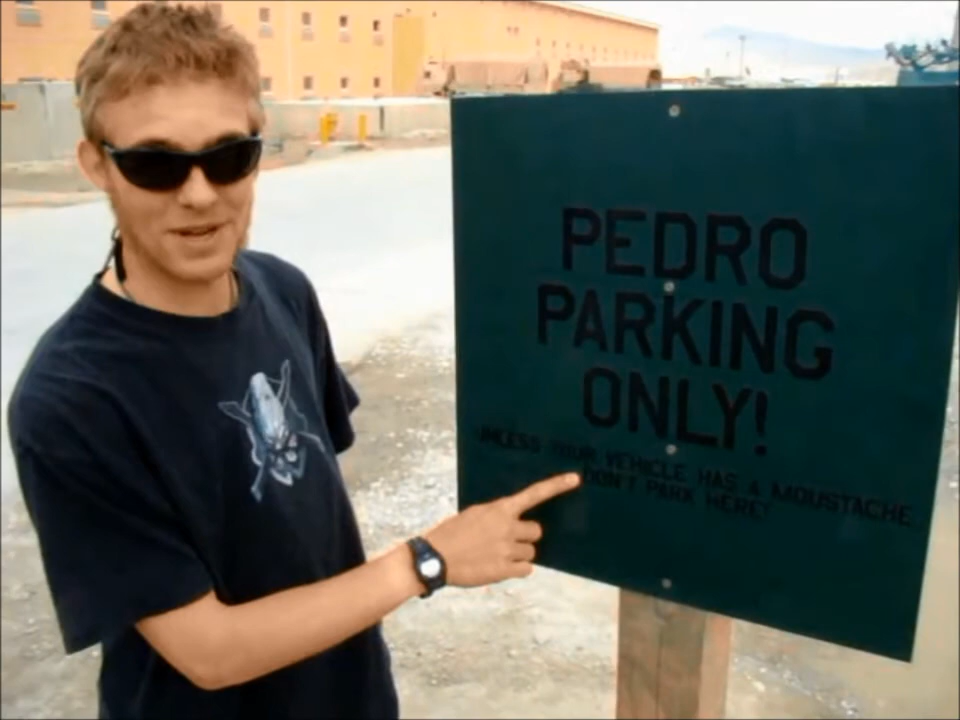 PEDRO
PARKING
ONLY!
UNLESS YOUR VEHICLE HAS A MOUSTACHE
DON'T PARK HERE!